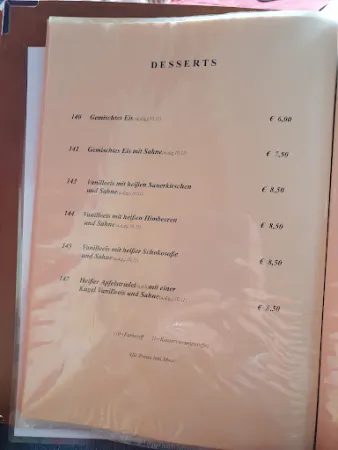 DESSERTS
140 Gemischtes Eis € 6,00
142 Gemischtes Eis mit Sahne € 7,50
143 Vanilleeis mit heißen Sauerkirschen
und Sahne € 8,50
144 Vanilleeis mit heißen Himbeeren
und Sahne € 8,50
145 Vanilleeis mit heißer Schokosoße
und Sahne € 8,50
147 Heißer Apfelstrudel mit einer
Kugel Vanilleeis und Sahne € 8,50